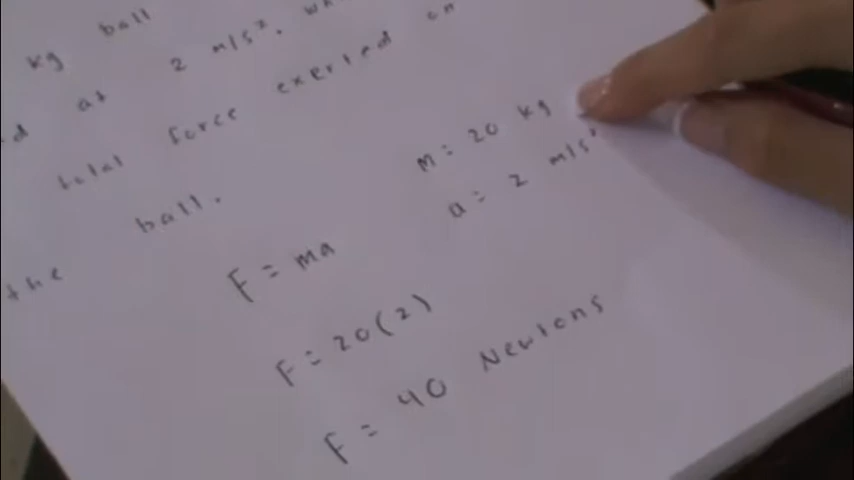 kg ball
at 2 m/s².
total force exerted on
the ball.
m = 20 kg
a = 2 m/s²
F = ma
F = 20(2)
F = 40 Newtons